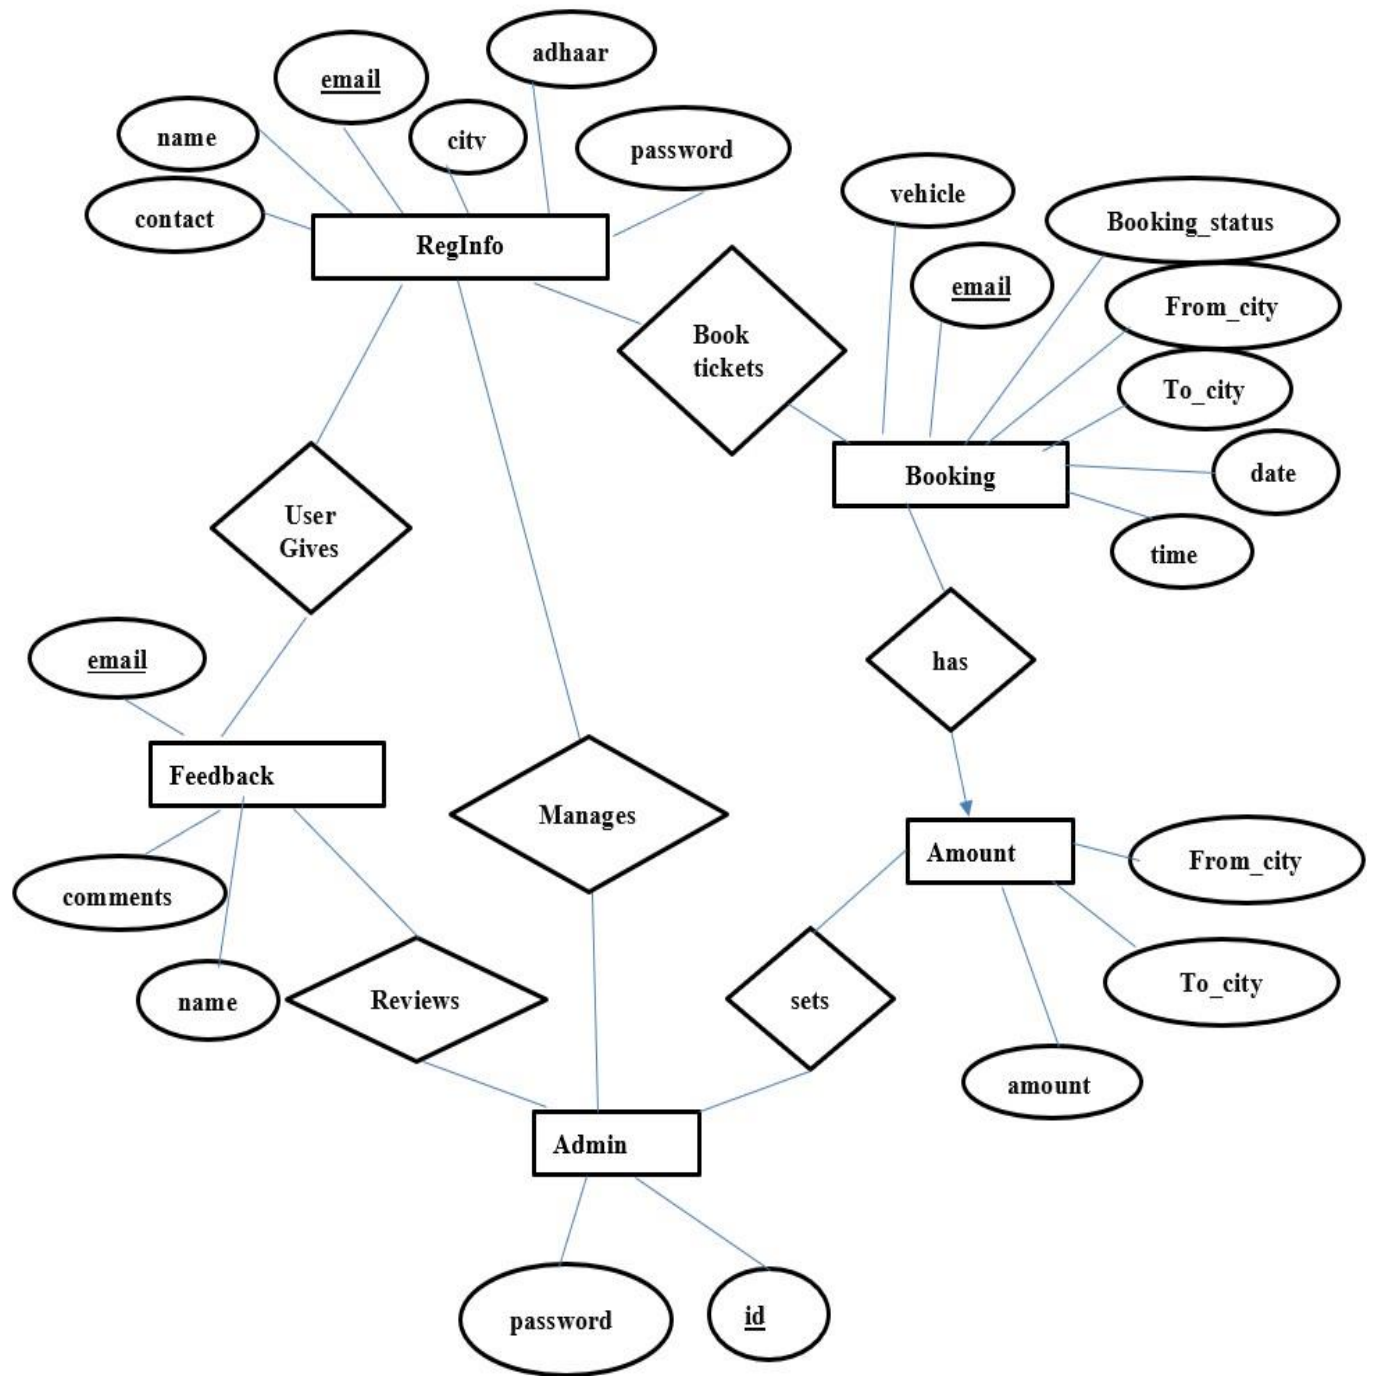 adhaar
email
name
city
password
contact
RegInfo
vehicle
Booking_status
email
From_city
Book
tickets
To_city
Booking
date
time
User
Gives
email
has
Feedback
Manages
Amount
From_city
comments
name
Reviews
sets
To_city
amount
Admin
password
id